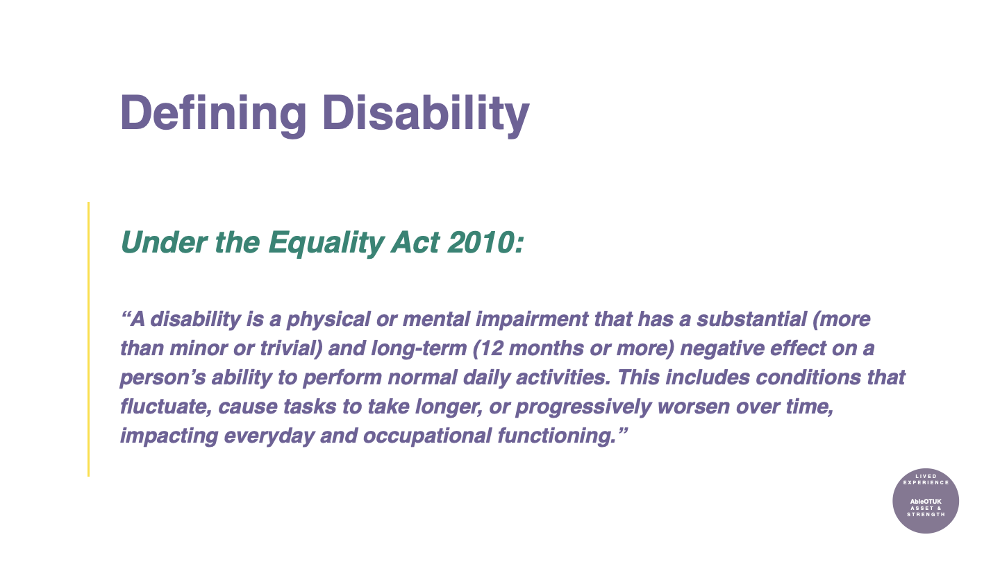 Defining Disability
Under the Equality Act 2010:
“A disability is a physical or mental impairment that has a substantial (more
than minor or trivial) and long-term (12 months or more) negative effect on a
person’s ability to perform normal daily activities. This includes conditions that
fluctuate, cause tasks to take longer, or progressively worsen over time,
impacting everyday and occupational functioning.”
LIVED
EXPERIENCE
AbleOTUK
ASSET &
STRENGTH